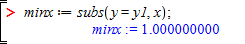 > minx := subs(y = y1, x);
minx := 1.000000000